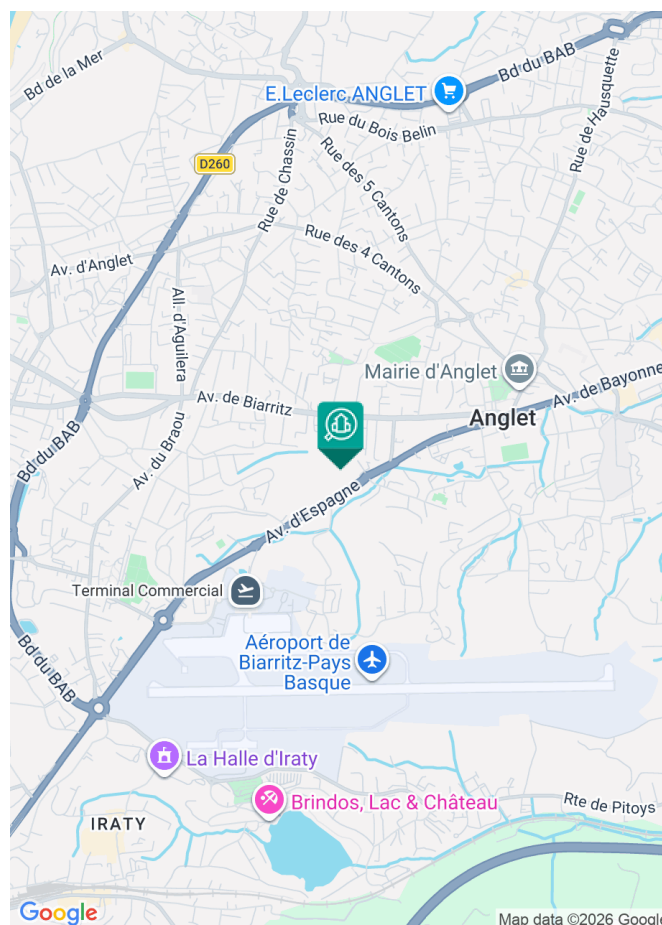 Bd de la Mer
Bd du BAB
E.Leclerc ANGLET
Rue du Bois Belin
Rue de Hausquette
D260
Rue de Chassin
Rue des 5 Cantons
Rue des 4 Cantons
Av. d'Anglet
All. d'Aguilera
Mairie d'Anglet
Av. de Bayonne
Av. de Biarritz
Anglet
Bd du BAB
Av. du Braou
Av. d'Espagne
Terminal Commercial
Aéroport de
Biarritz-Pays
Basque
Bd du BAB
La Halle d'Iraty
Brindos, Lac & Château
Rte de Pitoys
IRATY
Google
Map data ©2026 Google